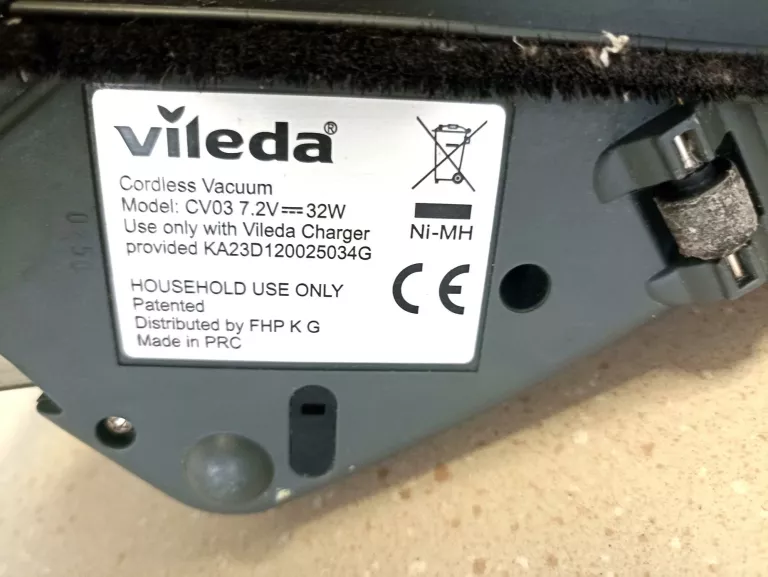 vileda®
Cordless Vacuum
Model: CV03 7.2V⎓32W
Use only with Vileda Charger
provided KA23D120025034G
Ni-MH
HOUSEHOLD USE ONLY
Patented
Distributed by FHP K G
Made in PRC
CE